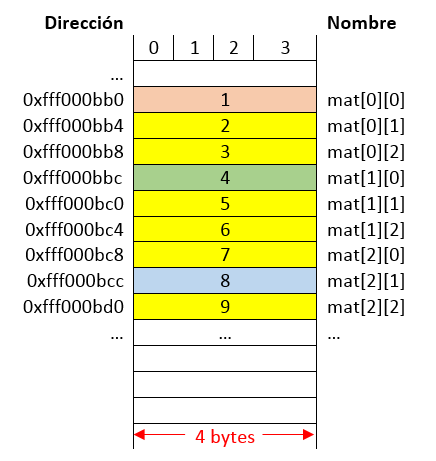 Dirección Nombre
0 1 2 3
...
0xfff000bb0 1 mat[0][0]
0xfff000bb4 2 mat[0][1]
0xfff000bb8 3 mat[0][2]
0xfff000bbc 4 mat[1][0]
0xfff000bc0 5 mat[1][1]
0xfff000bc4 6 mat[1][2]
0xfff000bc8 7 mat[2][0]
0xfff000bcc 8 mat[2][1]
0xfff000bd0 9 mat[2][2]
... ... ...
4 bytes